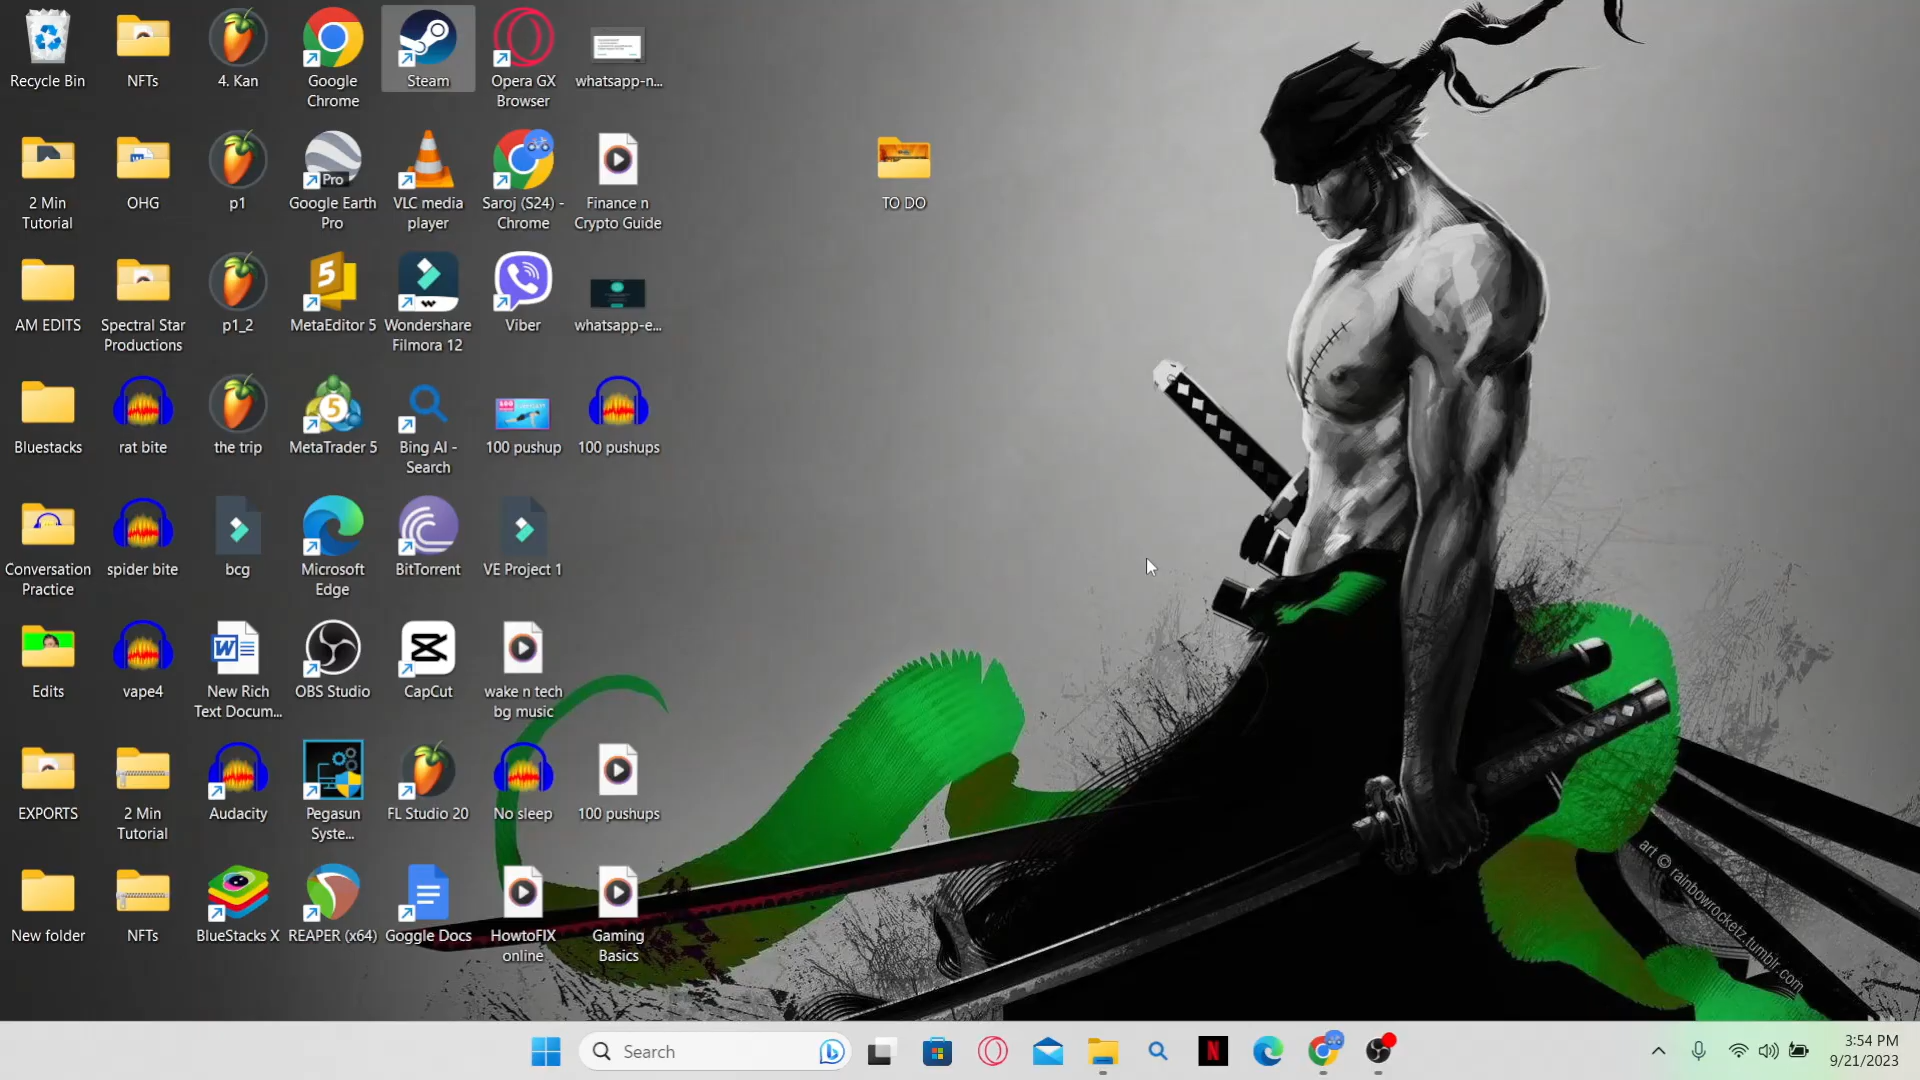 Recycle Bin
NFTs
4. Kan
Google
Chrome
Steam
Opera GX
Browser
whatsapp-n...
2 Min
Tutorial
OHG
p1
Pro
Google Earth
Pro
VLC media
player
Saroj (S24) -
Chrome
Finance n
Crypto Guide
TO DO
AM EDITS
Spectral Star
Productions
p1_2
5
MetaEditor 5
Wondershare
Filmora 12
Viber
whatsapp-e...
Bluestacks
rat bite
the trip
5
MetaTrader 5
Bing AI -
Search
100 pushup
100 pushups
Conversation
Practice
spider bite
bcg
Microsoft
Edge
BitTorrent
VE Project 1
Edits
vape4
W
New Rich
Text Docum...
OBS Studio
CapCut
wake n tech
bg music
EXPORTS
2 Min
Tutorial
Audacity
Pegasun
Syste...
FL Studio 20
No sleep
100 pushups
New folder
NFTs
BlueStacks X
REAPER (x64)
Goggle Docs
HowtoFIX
online
Gaming
Basics
art © rainbowrocketz.tumblr.com
Search
N
3:54 PM
9/21/2023